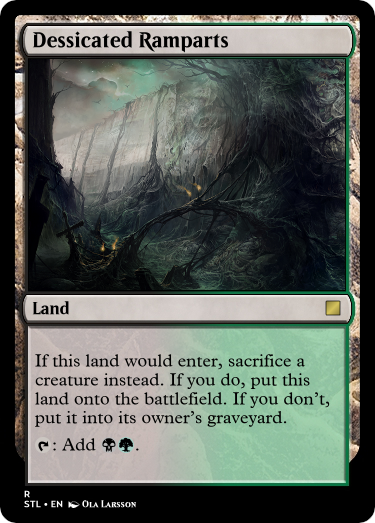 Dessicated Ramparts
Land
If this land would enter, sacrifice a
creature instead. If you do, put this
land onto the battlefield. If you don't,
put it into its owner's graveyard.
: Add .
R
STL • EN Ola Larsson